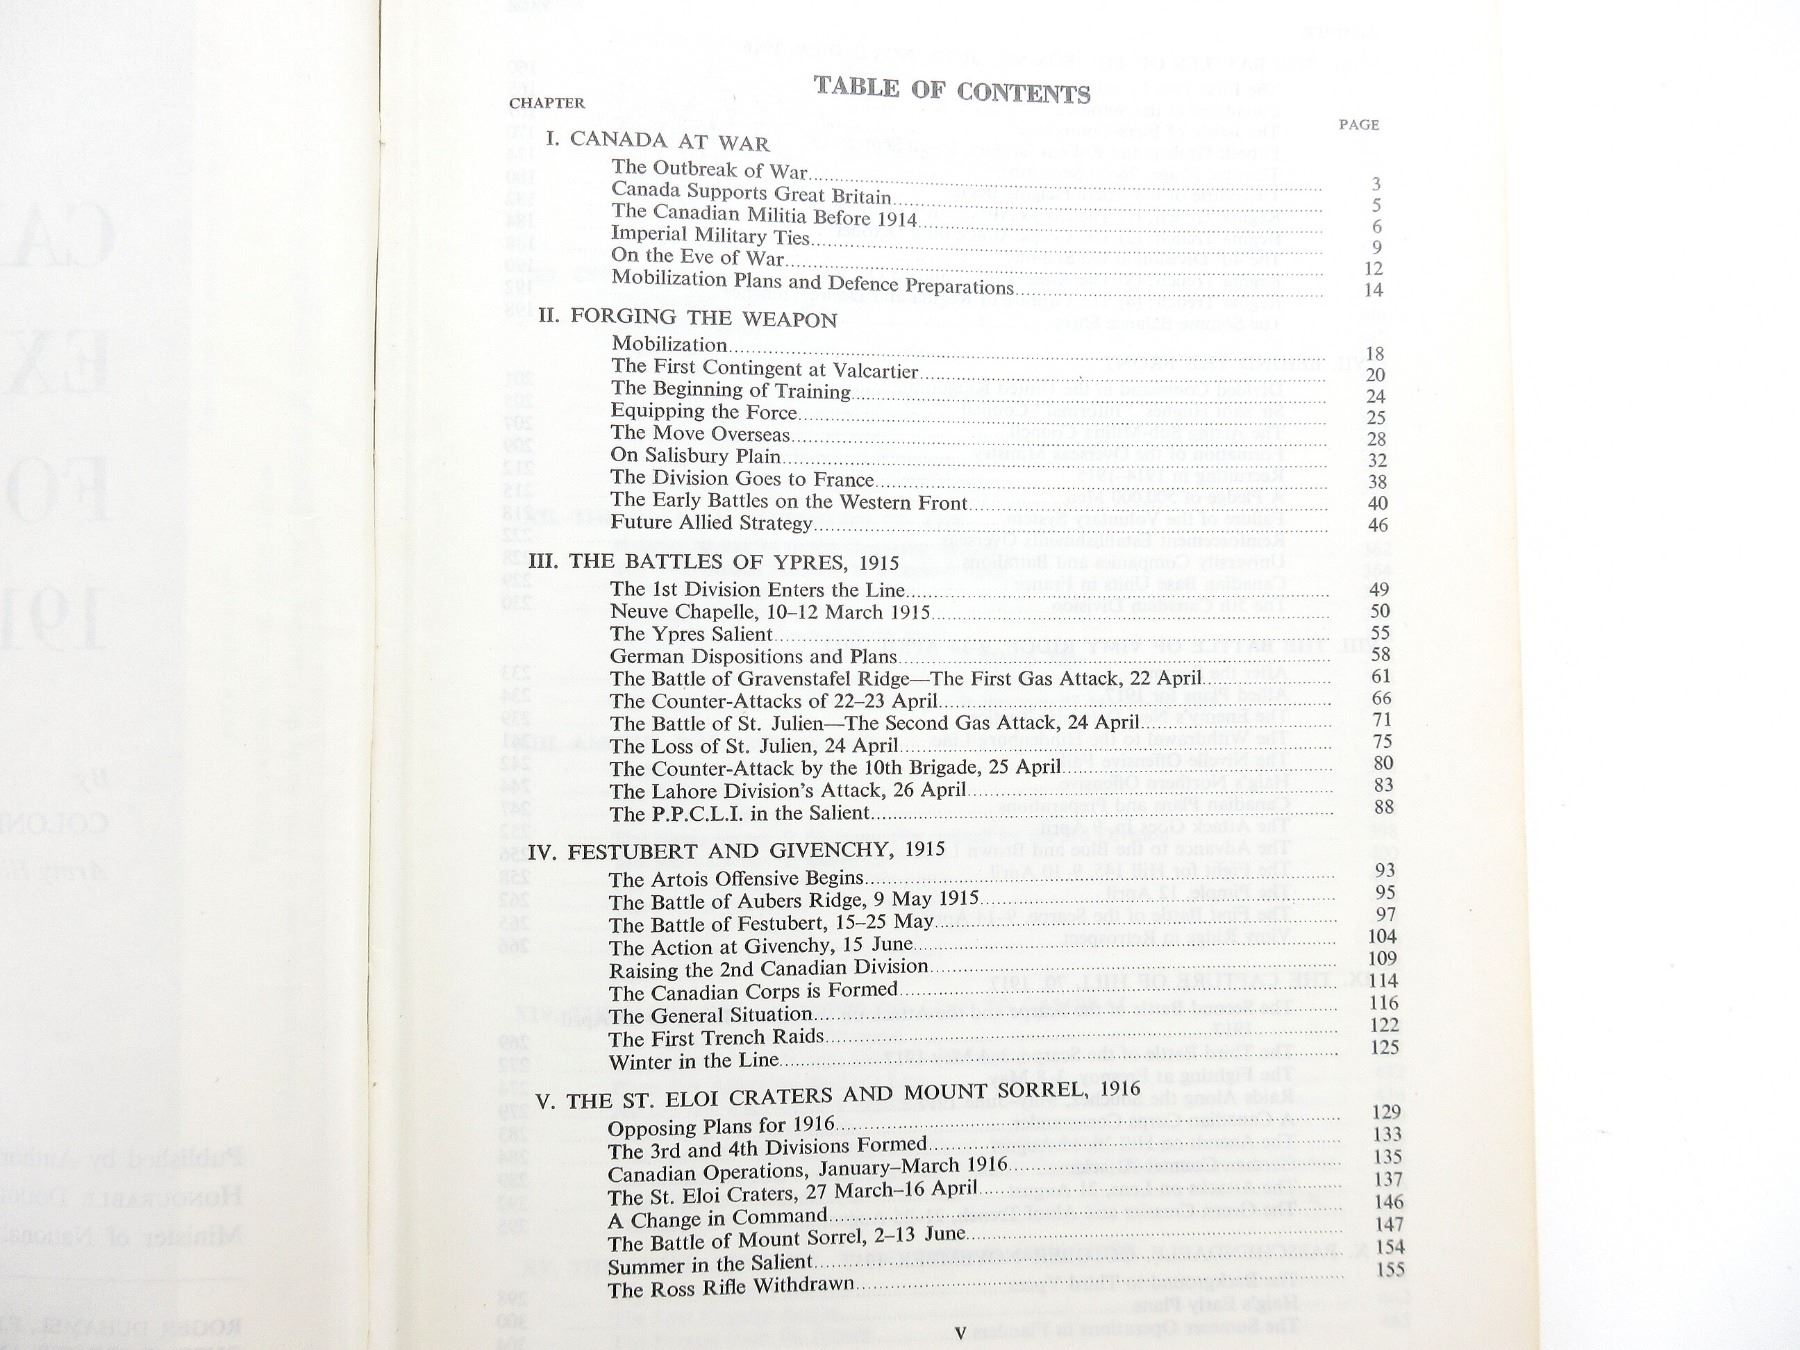 TABLE OF CONTENTS
CHAPTER PAGE
I. CANADA AT WAR
The Outbreak of War 3
Canada Supports Great Britain 5
The Canadian Militia Before 1914 6
Imperial Military Ties 9
On the Eve of War 12
Mobilization Plans and Defence Preparations 14
II. FORGING THE WEAPON
Mobilization 18
The First Contingent at Valcartier 20
The Beginning of Training 24
Equipping the Force 25
The Move Overseas 28
On Salisbury Plain 32
The Division Goes to France 38
The Early Battles on the Western Front 40
Future Allied Strategy 46
III. THE BATTLES OF YPRES, 1915
The 1st Division Enters the Line 49
Neuve Chapelle, 10–12 March 1915 50
The Ypres Salient 55
German Dispositions and Plans 58
The Battle of Gravenstafel Ridge—The First Gas Attack, 22 April 61
The Counter-Attacks of 22–23 April 66
The Battle of St. Julien—The Second Gas Attack, 24 April 71
The Loss of St. Julien, 24 April 75
The Counter-Attack by the 10th Brigade, 25 April 80
The Lahore Division's Attack, 26 April 83
The P.P.C.L.I. in the Salient 88
IV. FESTUBERT AND GIVENCHY, 1915
The Artois Offensive Begins 93
The Battle of Aubers Ridge, 9 May 1915 95
The Battle of Festubert, 15–25 May 97
The Action at Givenchy, 15 June 104
Raising the 2nd Canadian Division 109
The Canadian Corps is Formed 114
The General Situation 116
The First Trench Raids 122
Winter in the Line 125
V. THE ST. ELOI CRATERS AND MOUNT SORREL, 1916
Opposing Plans for 1916 129
The 3rd and 4th Divisions Formed 133
Canadian Operations, January–March 1916 135
The St. Eloi Craters, 27 March–16 April 137
A Change in Command 146
The Battle of Mount Sorrel, 2–13 June 147
Summer in the Salient 154
The Ross Rifle Withdrawn 155
v